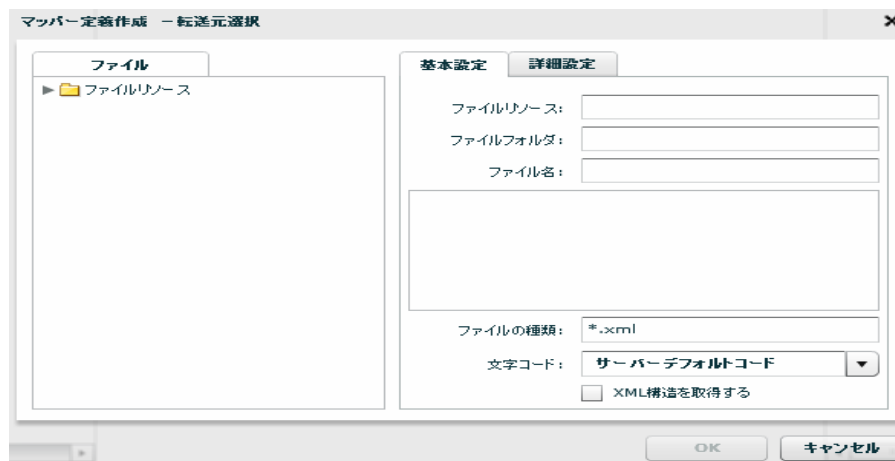 マッパー定義作成 －転送元選択
ファイル
ファイルリソース
基本設定
詳細設定
ファイルリソース:
ファイルフォルダ:
ファイル名:
ファイルの種類: *.xml
文字コード: サーバーデフォルトコード
XML構造を取得する
OK キャンセル